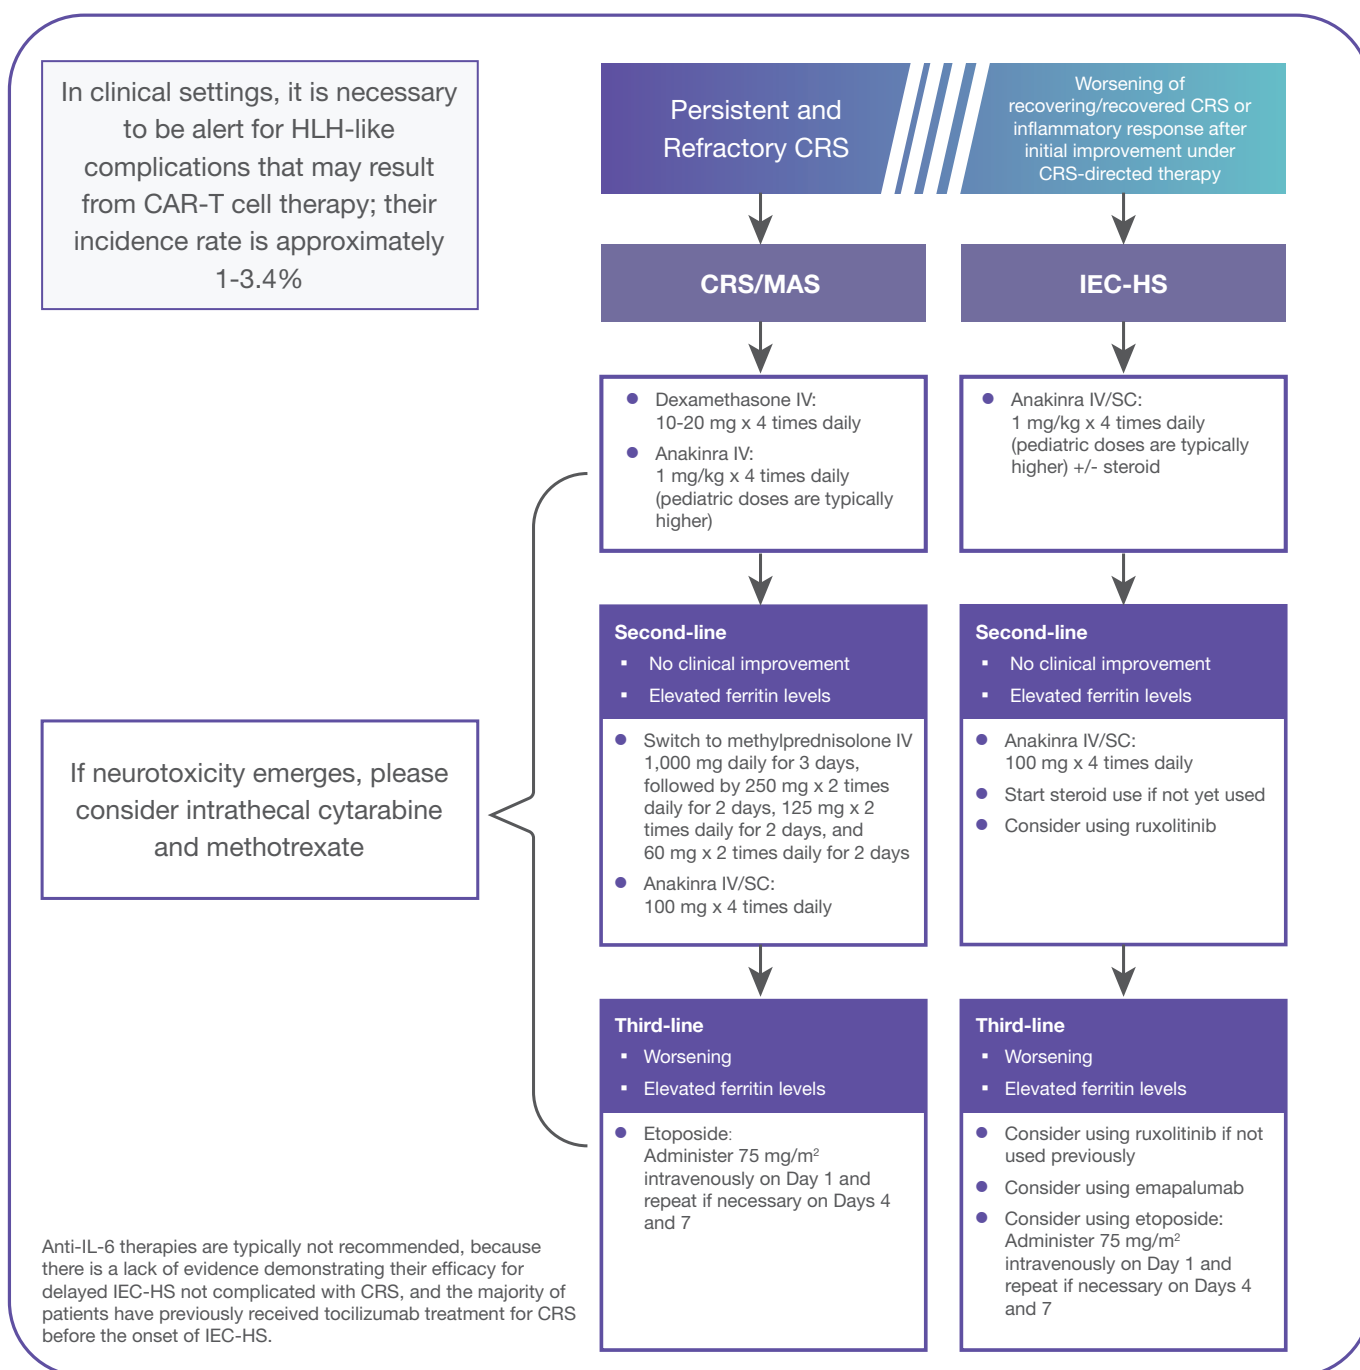 In clinical settings, it is necessary
to be alert for HLH-like
complications that may result
from CAR-T cell therapy; their
incidence rate is approximately
1-3.4%
Persistent and
Refractory CRS
Worsening of
recovering/recovered CRS or
inflammatory response after
initial improvement under
CRS-directed therapy
CRS/MAS
IEC-HS
Dexamethasone IV:
10-20 mg x 4 times daily
Anakinra IV:
1 mg/kg x 4 times daily
(pediatric doses are typically
higher)
Anakinra IV/SC:
1 mg/kg x 4 times daily
(pediatric doses are typically
higher) +/- steroid
Second-line
No clinical improvement
Elevated ferritin levels
Switch to methylprednisolone IV
1,000 mg daily for 3 days,
followed by 250 mg x 2 times
daily for 2 days, 125 mg x 2
times daily for 2 days, and
60 mg x 2 times daily for 2 days
Anakinra IV/SC:
100 mg x 4 times daily
Second-line
No clinical improvement
Elevated ferritin levels
Anakinra IV/SC:
100 mg x 4 times daily
Start steroid use if not yet used
Consider using ruxolitinib
If neurotoxicity emerges, please
consider intrathecal cytarabine
and methotrexate
Third-line
Worsening
Elevated ferritin levels
Etoposide:
Administer 75 mg/m²
intravenously on Day 1 and
repeat if necessary on Days 4
and 7
Third-line
Worsening
Elevated ferritin levels
Consider using ruxolitinib if not
used previously
Consider using emapalumab
Consider using etoposide:
Administer 75 mg/m²
intravenously on Day 1 and
repeat if necessary on Days 4
and 7
Anti-IL-6 therapies are typically not recommended, because
there is a lack of evidence demonstrating their efficacy for
delayed IEC-HS not complicated with CRS, and the majority of
patients have previously received tocilizumab treatment for CRS
before the onset of IEC-HS.